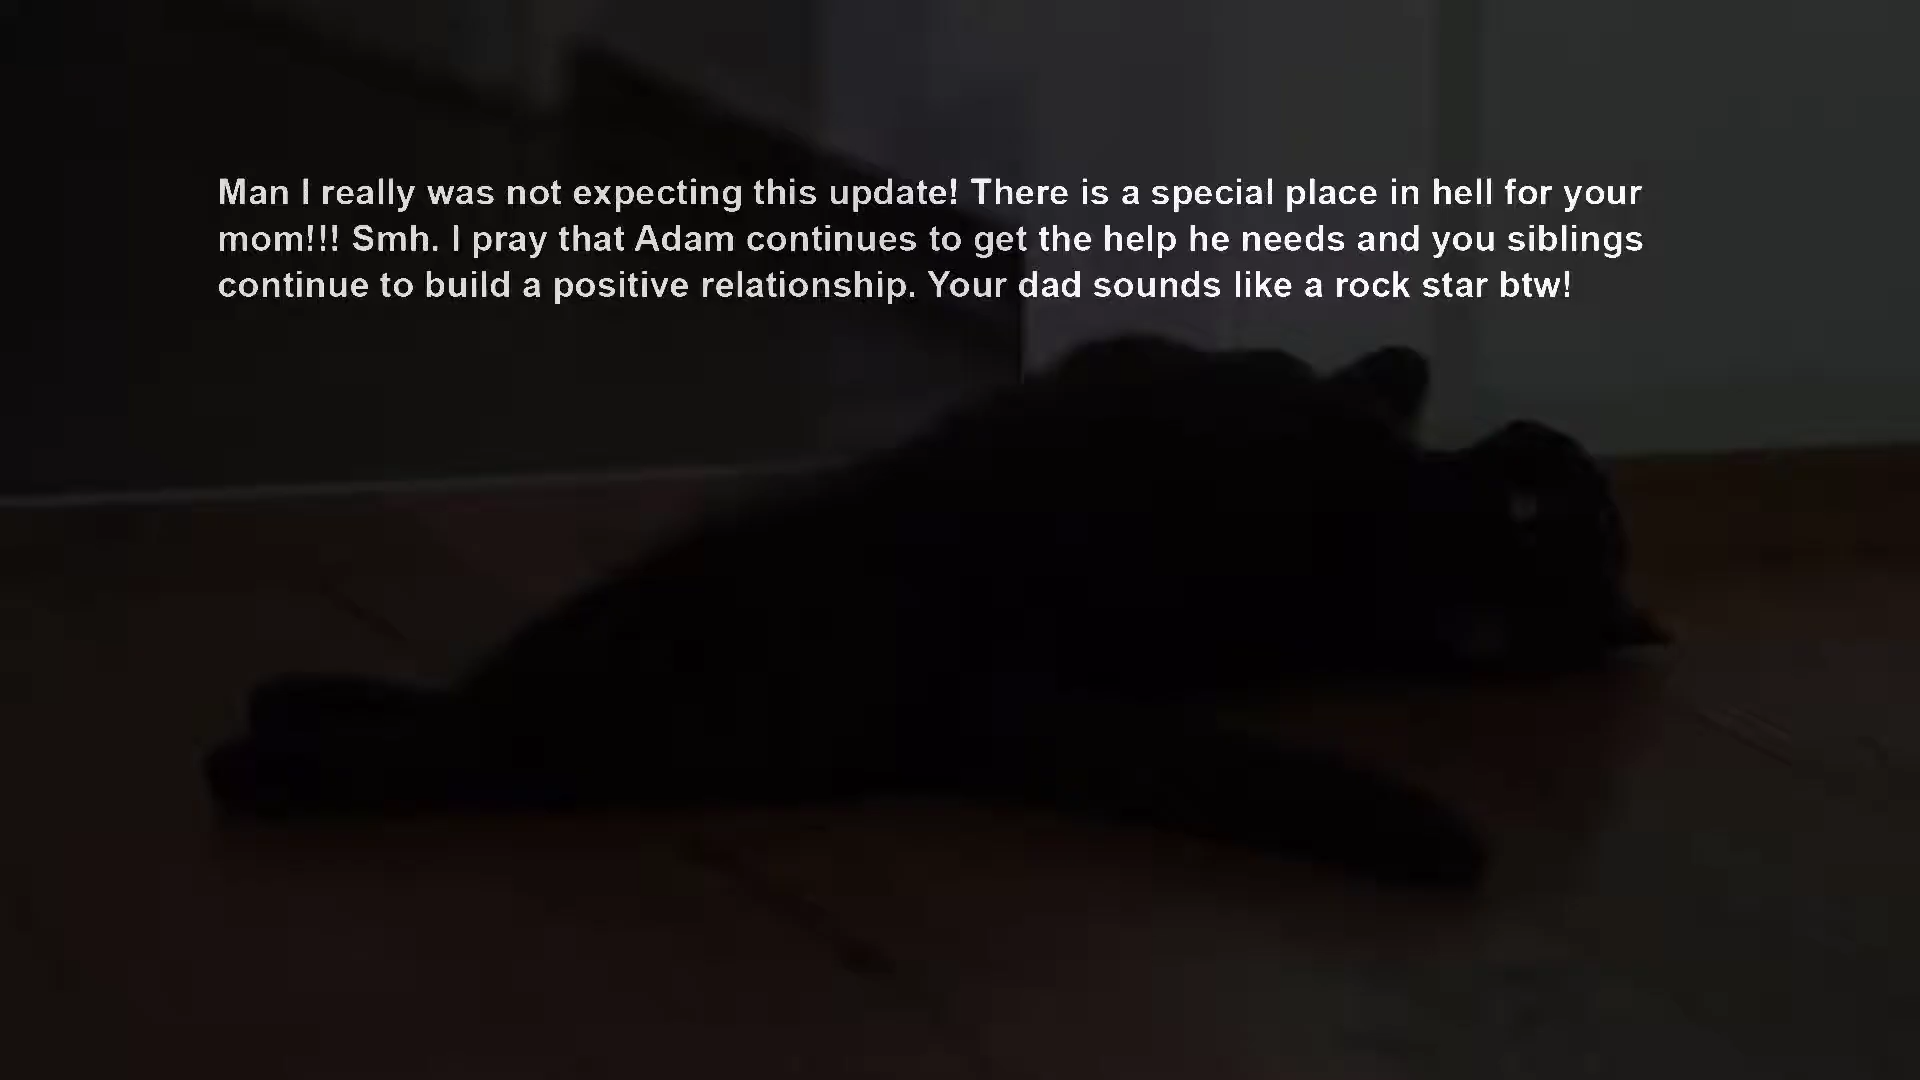 Man I really was not expecting this update! There is a special place in hell for your
mom!!! Smh. I pray that Adam continues to get the help he needs and you siblings
continue to build a positive relationship. Your dad sounds like a rock star btw!